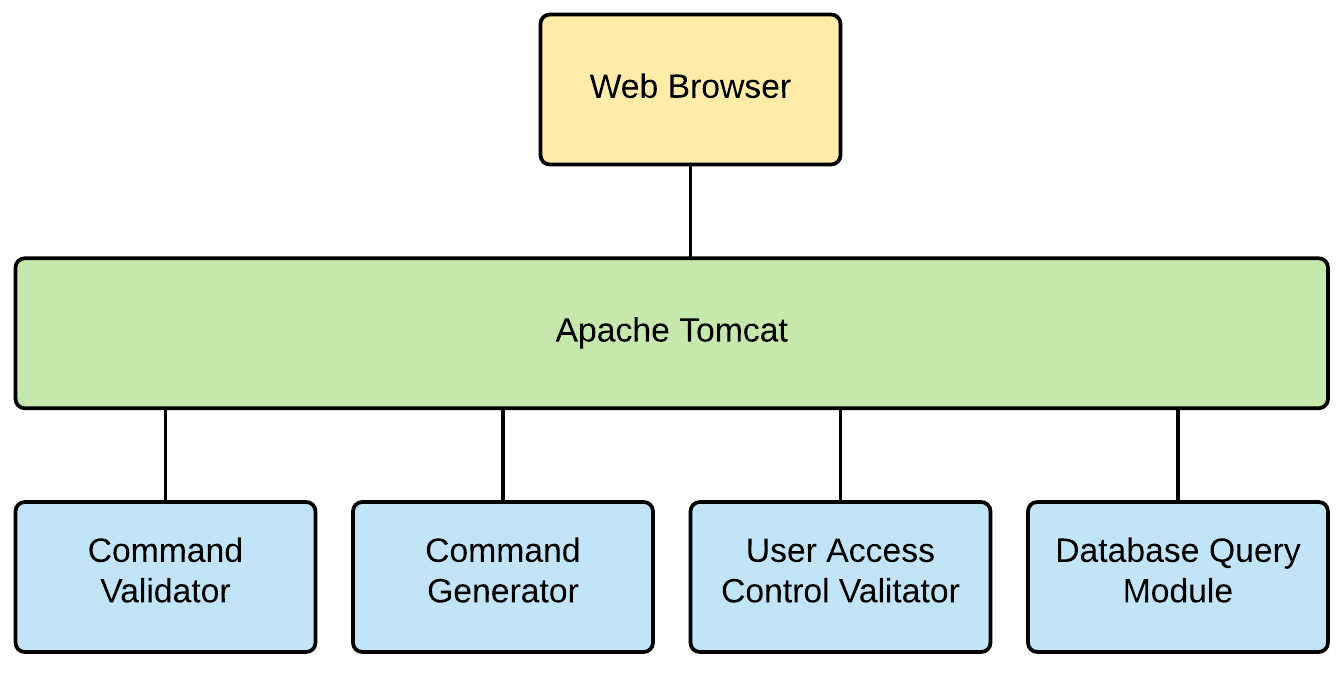 Web Browser
Apache Tomcat
Command
Validator
Command
Generator
User Access
Control Valitator
Database Query
Module